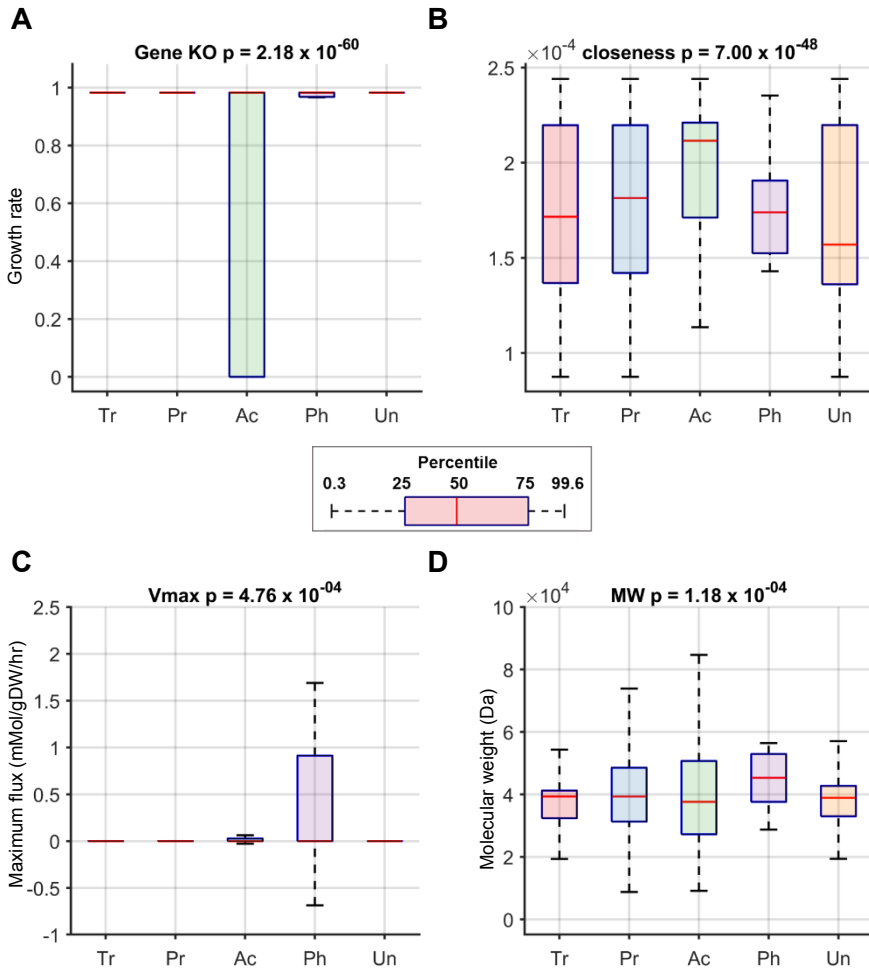 A
Gene KO p = 2.18 x 10^-60
Growth rate
1
0.8
0.6
0.4
0.2
0
Tr Pr Ac Ph Un
B
×10^-4 closeness p = 7.00 x 10^-48
2.5
2
1.5
1
Tr Pr Ac Ph Un
Percentile
0.3 25 50 75 99.6
C
Vmax p = 4.76 x 10^-04
Maximum flux (mMol/gDW/hr)
2.5
2
1.5
1
0.5
0
-0.5
-1
Tr Pr Ac Ph Un
D
×10^4 MW p = 1.18 x 10^-04
Molecular weight (Da)
10
8
6
4
2
0
Tr Pr Ac Ph Un